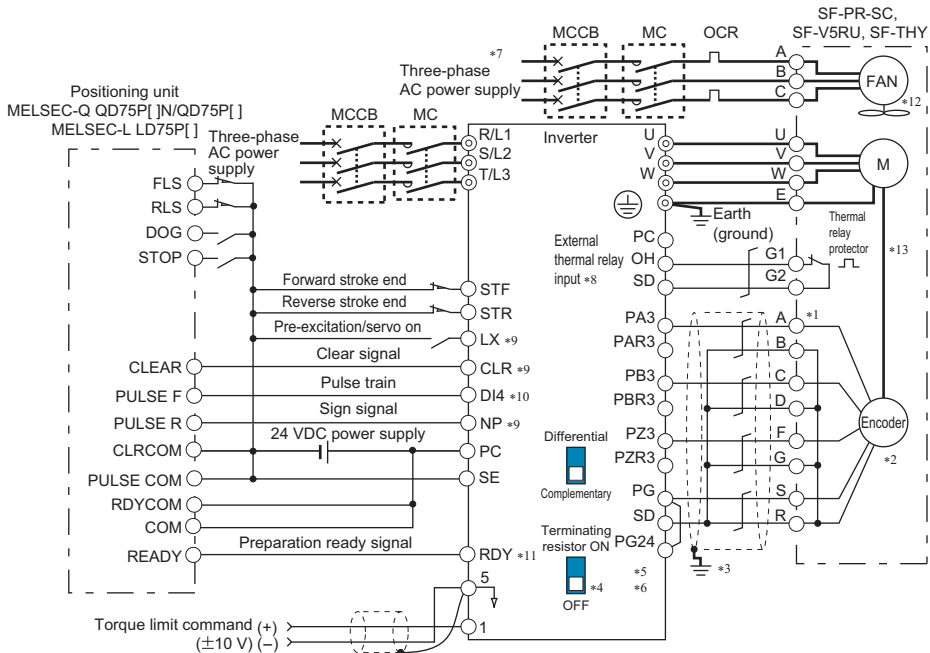 SF-PR-SC,
SF-V5RU, SF-THY
MCCB
MC
OCR
*7
Three-phase
AC power supply
A
B
C
FAN
*12
Positioning unit
MELSEC-Q QD75P[ ]N/QD75P[ ]
MELSEC-L LD75P[ ]
Three-phase
AC power
supply
MCCB
MC
R/L1
S/L2
T/L3
Inverter
U
V
W
U
V
W
E
M
Earth
(ground)
Thermal
relay
protector
*13
FLS
RLS
DOG
STOP
External
thermal relay
input *8
PC
OH
SD
G1
G2
Forward stroke end
STF
Reverse stroke end
STR
Pre-excitation/servo on
LX *9
CLEAR
Clear signal
CLR *9
PULSE F
Pulse train
DI4 *10
PULSE R
Sign signal
NP *9
CLRCOM
24 VDC power supply
PC
PULSE COM
SE
RDYCOM
COM
READY
Preparation ready signal
RDY *11
5
1
Torque limit command (+)
(±10 V) (−)
PA3
PAR3
PB3
PBR3
PZ3
PZR3
PG
SD
PG24
A
*1
B
C
D
F
G
S
R
Encoder
*2
Differential
Complementary
Terminating
resistor ON
*4
OFF
*5
*6
*3